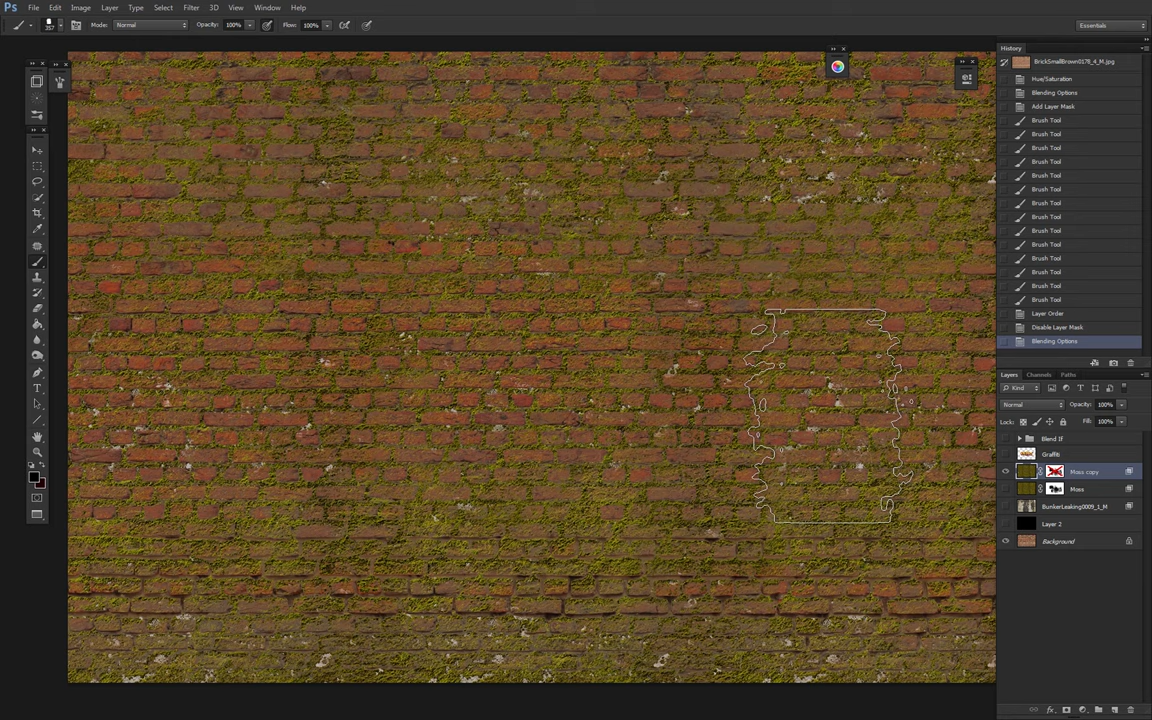 Ps File Edit Image Layer Type Select Filter 3D View Window Help
357 Mode: Normal Opacity: 100% Flow: 100% Essentials
History
BrickSmallBrown0178_4_M.jpg
Hue/Saturation
Blending Options
Add Layer Mask
Brush Tool
Brush Tool
Brush Tool
Brush Tool
Brush Tool
Brush Tool
Brush Tool
Brush Tool
Brush Tool
Brush Tool
Brush Tool
Brush Tool
Brush Tool
Brush Tool
Layer Order
Disable Layer Mask
Blending Options
Layers Channels Paths
Kind
Normal Opacity: 100%
Lock: Fill: 100%
Blend If
Graffiti
Moss copy
Moss
BunkerLeaking0009_1_M
Layer 2
Background